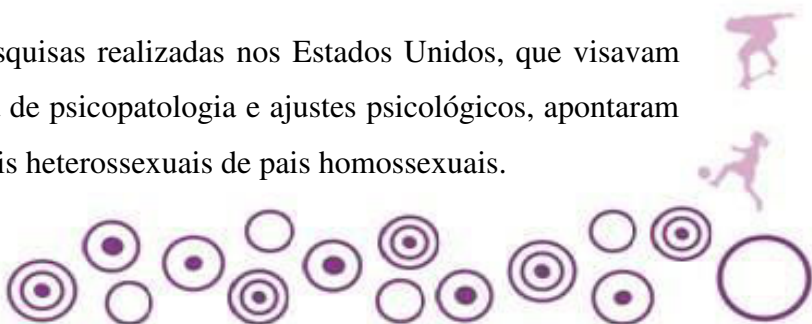 squisas realizadas nos Estados Unidos, que visavam
de psicopatologia e ajustes psicológicos, apontaram
is heterossexuais de pais homossexuais.